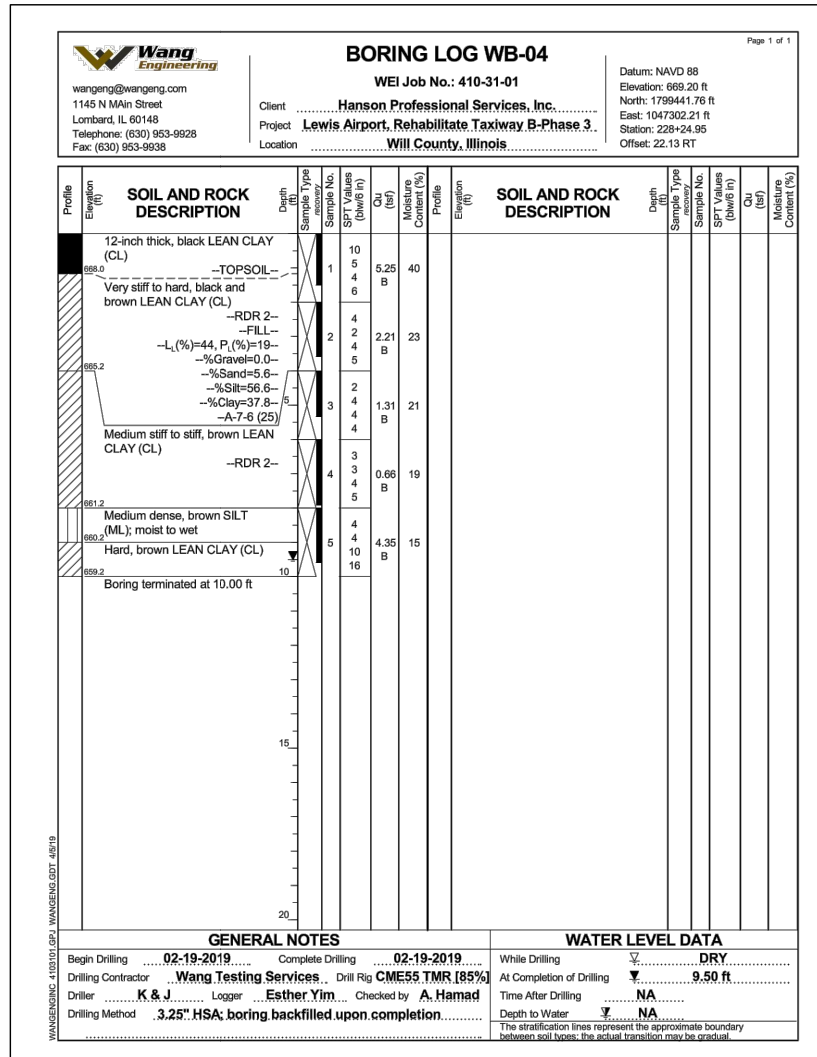 Page 1 of 1
Wang
Engineering
wangeng@wangeng.com
1145 N MAin Street
Lombard, IL 60148
Telephone: (630) 953-9928
Fax: (630) 953-9938
BORING LOG WB-04
WEI Job No.: 410-31-01
Client Hanson Professional Services, Inc.
Project Lewis Airport, Rehabilitate Taxiway B-Phase 3
Location Will County, Illinois
Datum: NAVD 88
Elevation: 669.20 ft
North: 1799441.76 ft
East: 1047302.21 ft
Station: 228+24.95
Offset: 22.13 RT
Profile
Elevation (ft)
SOIL AND ROCK DESCRIPTION
Depth (ft)
Sample Type
recovery
Sample No.
SPT Values (blw/6 in)
Qu (tsf)
Moisture Content (%)
Profile
Elevation (ft)
SOIL AND ROCK DESCRIPTION
Depth (ft)
Sample Type
recovery
Sample No.
SPT Values (blw/6 in)
Qu (tsf)
Moisture Content (%)
12-inch thick, black LEAN CLAY
(CL)
668.0 --TOPSOIL--
1
10
5
4
6
5.25
B
40
Very stiff to hard, black and
brown LEAN CLAY (CL)
--RDR 2--
--FILL--
--LL(%)=44, PL(%)=19--
--%Gravel=0.0--
2
4
2
4
5
2.21
B
23
665.2
--%Sand=5.6--
--%Silt=56.6--
--%Clay=37.8--
--A-7-6 (25)
5
3
2
4
4
4
1.31
B
21
Medium stiff to stiff, brown LEAN
CLAY (CL)
--RDR 2--
4
3
3
4
5
0.66
B
19
661.2
Medium dense, brown SILT
(ML); moist to wet
660.2
Hard, brown LEAN CLAY (CL)
5
4
4
10
16
4.35
B
15
659.2
10
Boring terminated at 10.00 ft
15
20
WANGENGINC 4103101.GPJ WANGENG.GDT 4/5/19
GENERAL NOTES
Begin Drilling 02-19-2019 Complete Drilling 02-19-2019
Drilling Contractor Wang Testing Services Drill Rig CME55 TMR [85%]
Driller K & J Logger Esther Yim Checked by A. Hamad
Drilling Method 3.25" HSA; boring backfilled upon completion
WATER LEVEL DATA
While Drilling DRY
At Completion of Drilling 9.50 ft
Time After Drilling NA
Depth to Water NA
The stratification lines represent the approximate boundary
between soil types; the actual transition may be gradual.